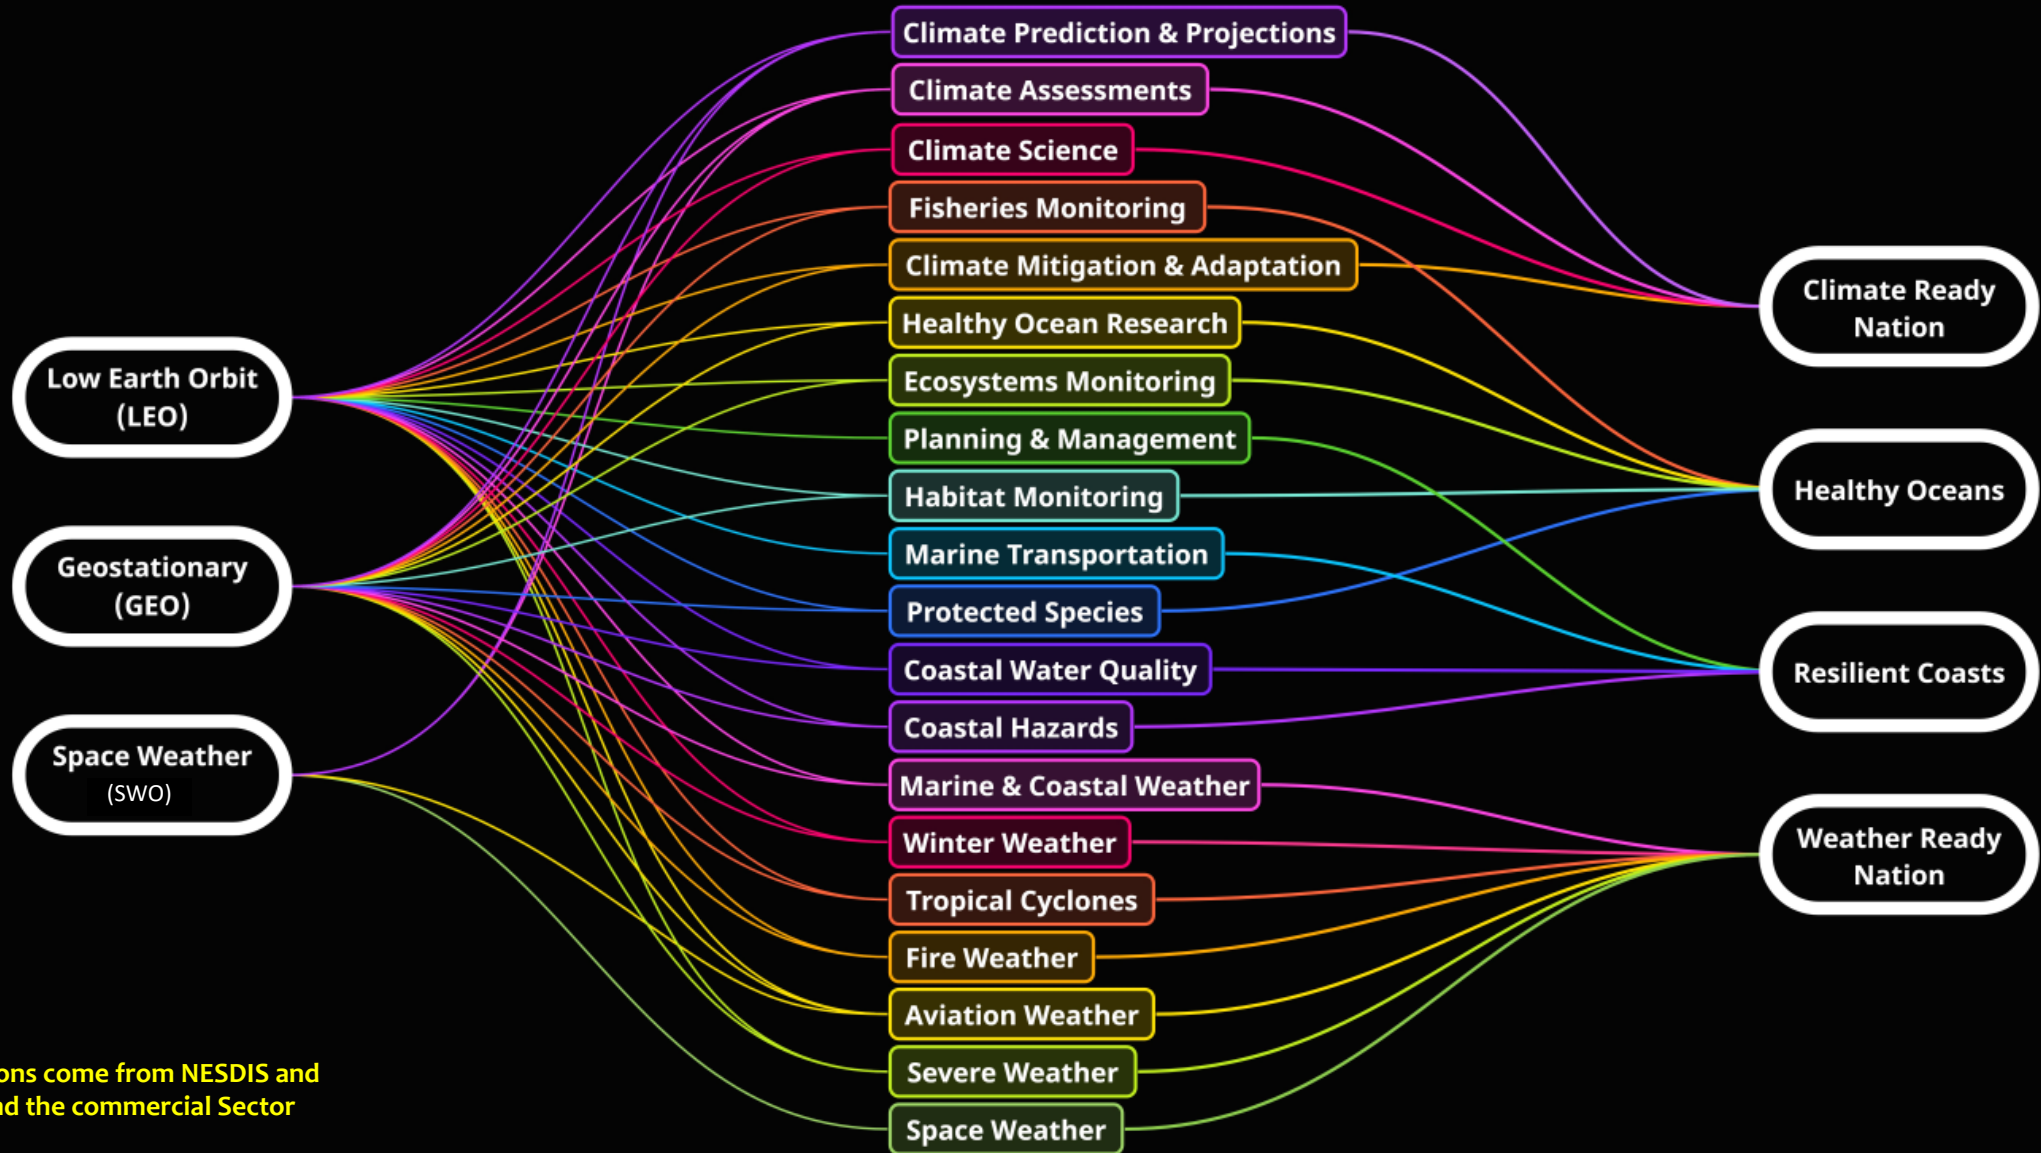 Low Earth Orbit
(LEO)
Geostationary
(GEO)
Space Weather
(SWO)
Climate Prediction & Projections
Climate Assessments
Climate Science
Fisheries Monitoring
Climate Mitigation & Adaptation
Healthy Ocean Research
Ecosystems Monitoring
Planning & Management
Habitat Monitoring
Marine Transportation
Protected Species
Coastal Water Quality
Coastal Hazards
Marine & Coastal Weather
Winter Weather
Tropical Cyclones
Fire Weather
Aviation Weather
Severe Weather
Space Weather
Climate Ready
Nation
Healthy Oceans
Resilient Coasts
Weather Ready
Nation
come from NESDIS and
the commercial Sector